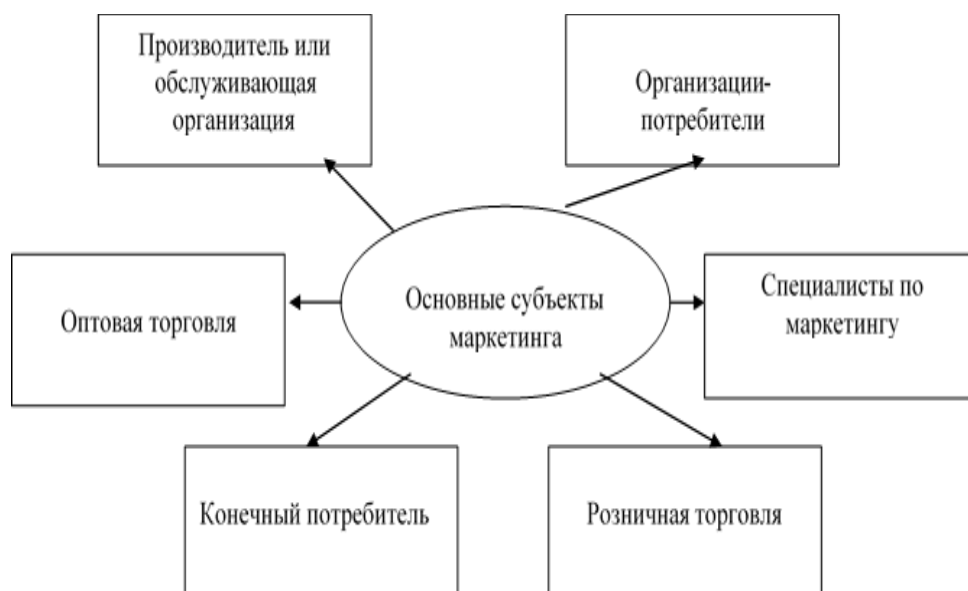 Производитель или
обслуживающая
организация
Организации-
потребители
Оптовая торговля
Основные субъекты
маркетинга
Специалисты по
маркетингу
Конечный потребитель
Розничная торговля